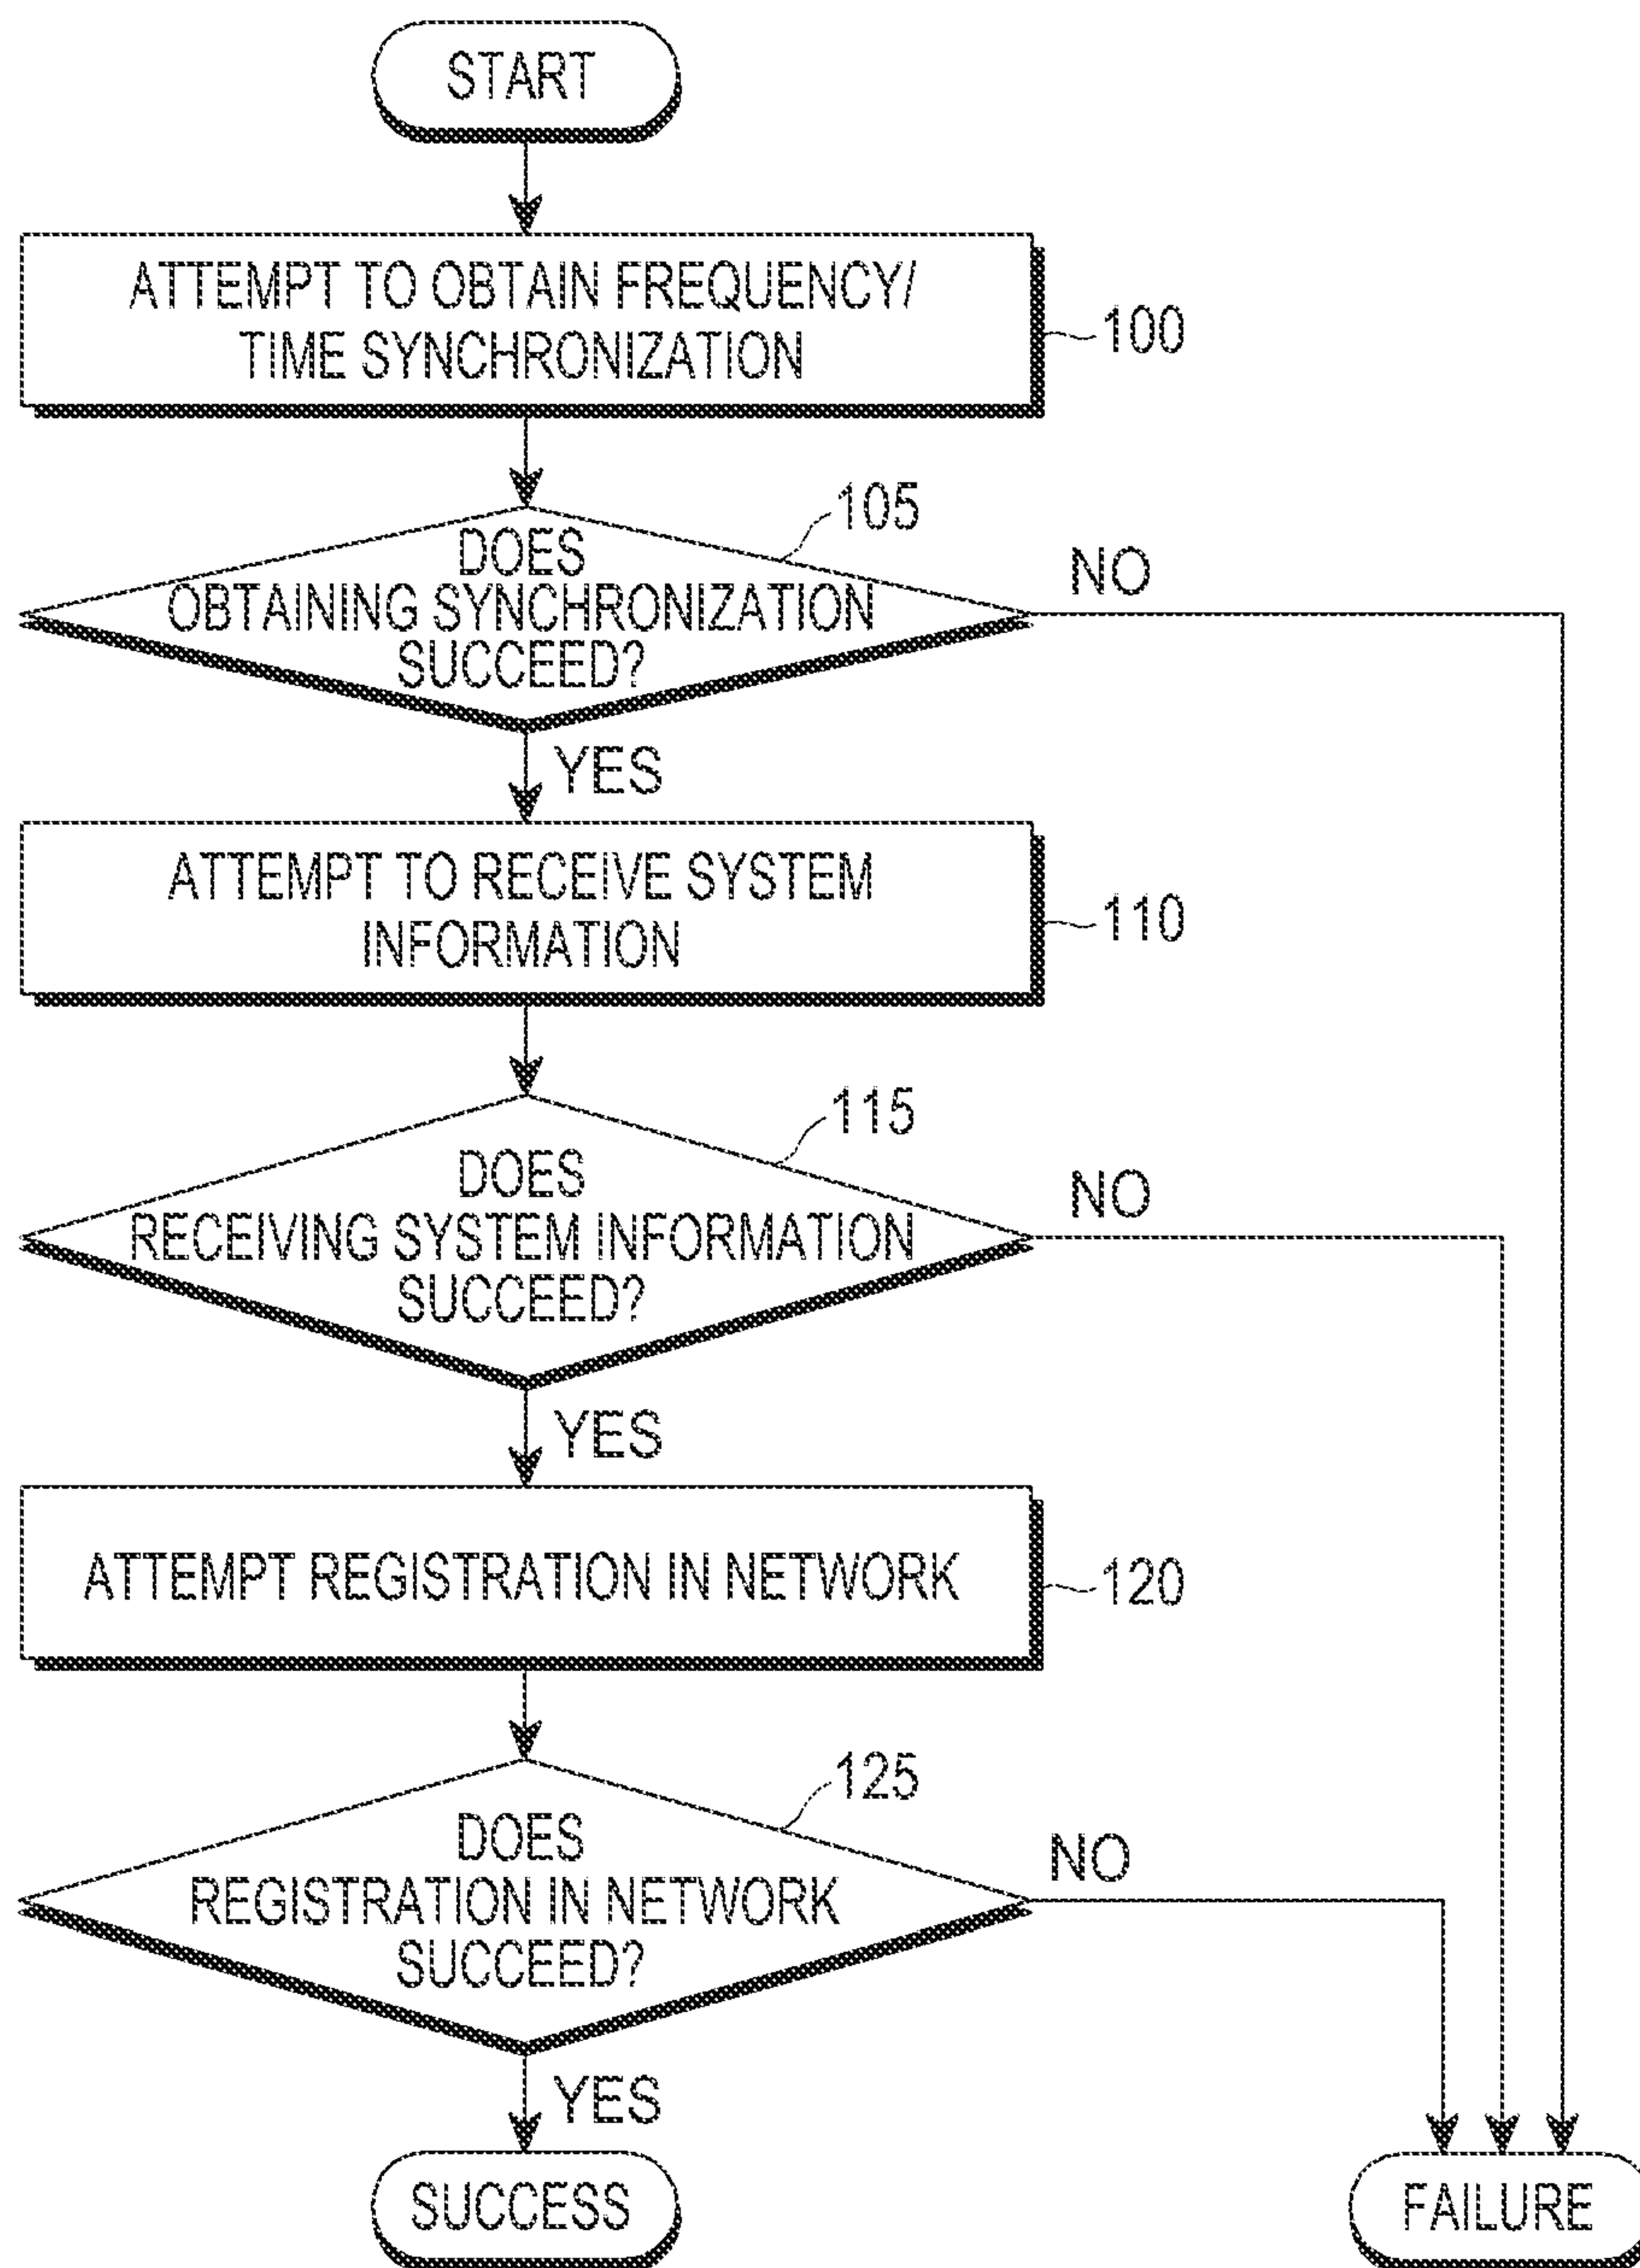 START
ATTEMPT TO OBTAIN FREQUENCY/
TIME SYNCHRONIZATION
100
105
DOES
OBTAINING SYNCHRONIZATION
SUCCEED?
NO
YES
ATTEMPT TO RECEIVE SYSTEM
INFORMATION
110
115
DOES
RECEIVING SYSTEM INFORMATION
SUCCEED?
NO
YES
ATTEMPT REGISTRATION IN NETWORK
120
125
DOES
REGISTRATION IN NETWORK
SUCCEED?
NO
YES
SUCCESS
FAILURE